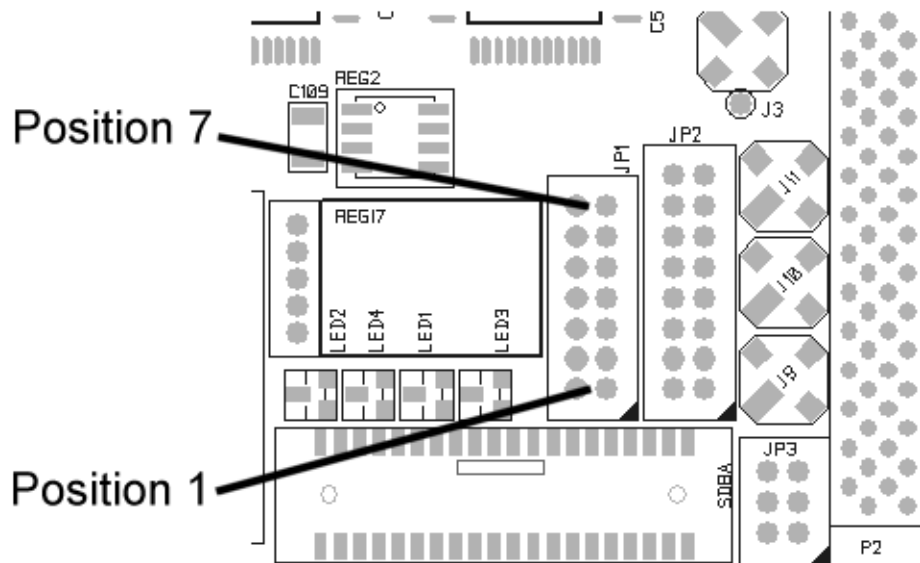 C5
C109
REG2
J3
Position 7
JP1
JP2
J11
REG17
J10
LED2
LED4
LED1
LED3
J9
Position 1
SDBA
JP3
P2